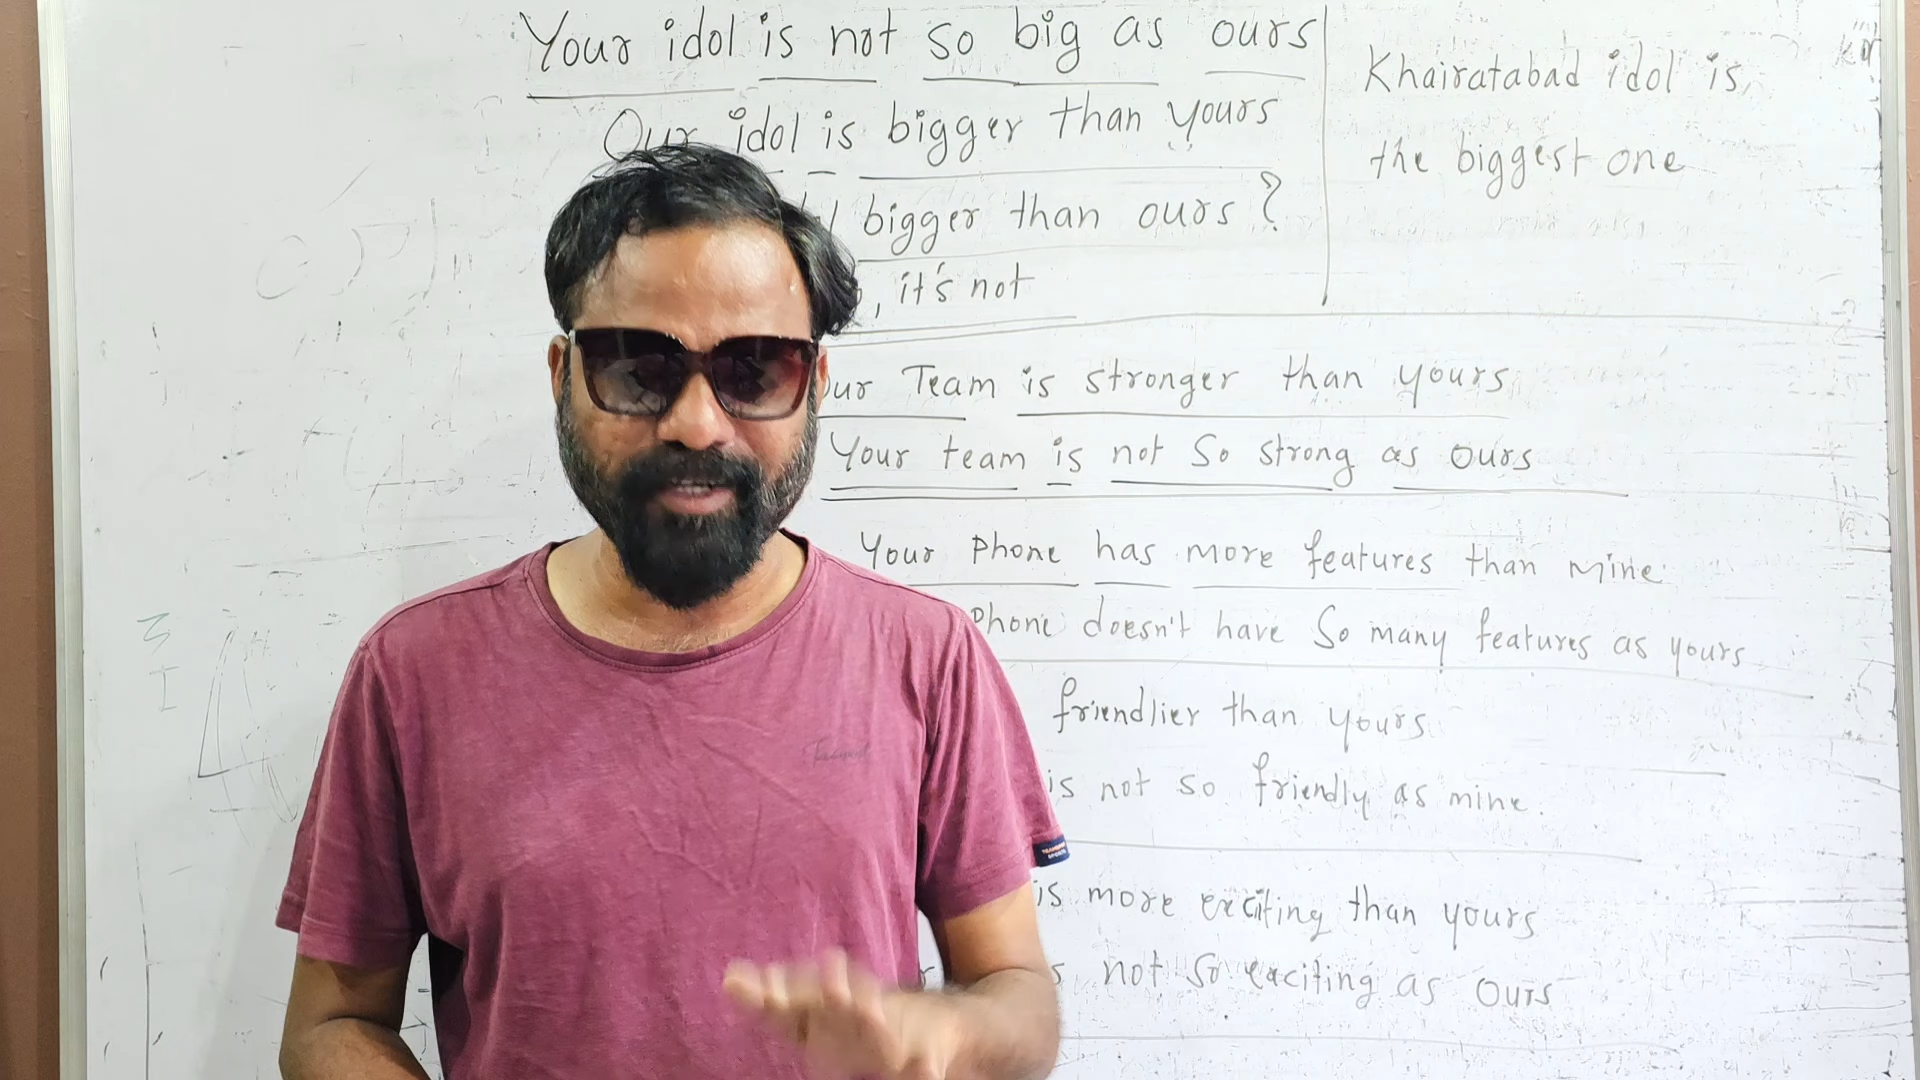 Your idol is not so big as ours
Our idol is bigger than yours
bigger than ours ?
, it's not
Khairatabad idol is
the biggest one
our Team is stronger than yours
Your team is not So strong as ours
Your Phone has more features than mine
Phone doesn't have So many features as yours
friendlier than yours
is not so friendly as mine.
is more exciting than yours
not So exciting as ours